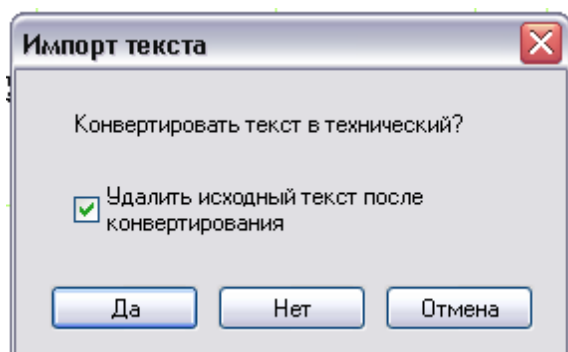 Импорт текста
Конвертировать текст в технический?
Удалить исходный текст после
конвертирования
Да Нет Отмена